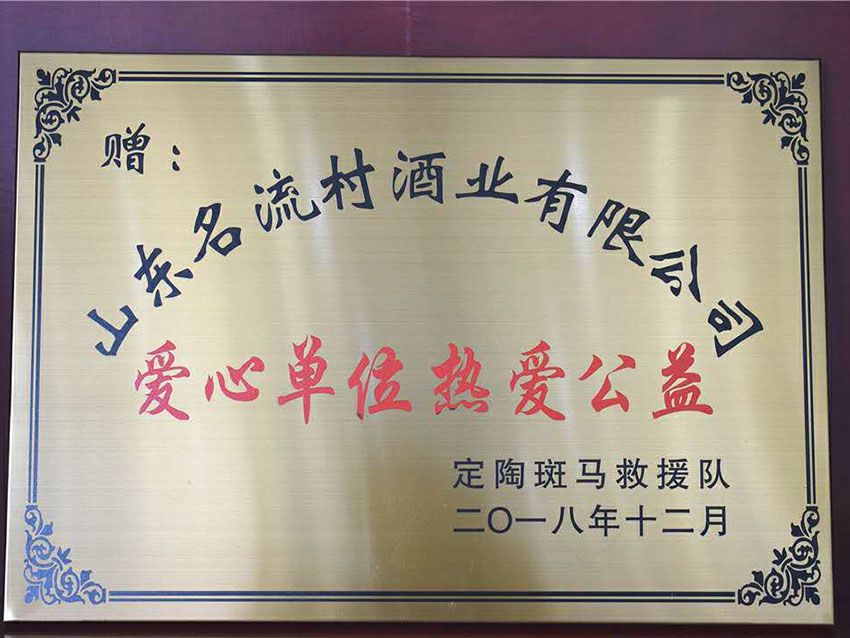 赠：
山东名流村酒业有限公司
爱心单位热爱公益
定陶斑马救援队
二〇一八年十二月